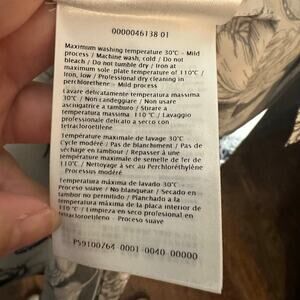 0000046138 01
Maximum washing temperature 30°C - Mild
process / Machine wash, cold / Do not
bleach / Do not tumble dry / Iron at
maximum sole plate temperature of 110°C /
Iron, low / Professional dry cleaning in
perchlorethene - Mild process
Lavare delicatamente temperatura massima
30°C / Non candeggiare / Non usare
asciugatrice a tamburo / Stirare a
temperatura massima 110 °C / Lavaggio
professionale delicato a secco con
tetracloretilene
Température maximale de lavage 30°C
Cycle modéré / Pas de blanchiment / Pas de
séchage en tambour / Repasser à une
température maximale de semelle de fer de
110°C / Nettoyage à sec au Perchloréthylène
- Processus modéré
Temperatura máxima de lavado 30°C
Proceso suave / No blanquear / Secado en
tambor no permitido / Planchado a la
temperatura máxima de la placa interior de
110°C / Limpieza en seco profesional en
tetracloroetileno - Proceso suave
P59100Z64-0001-0040 00000